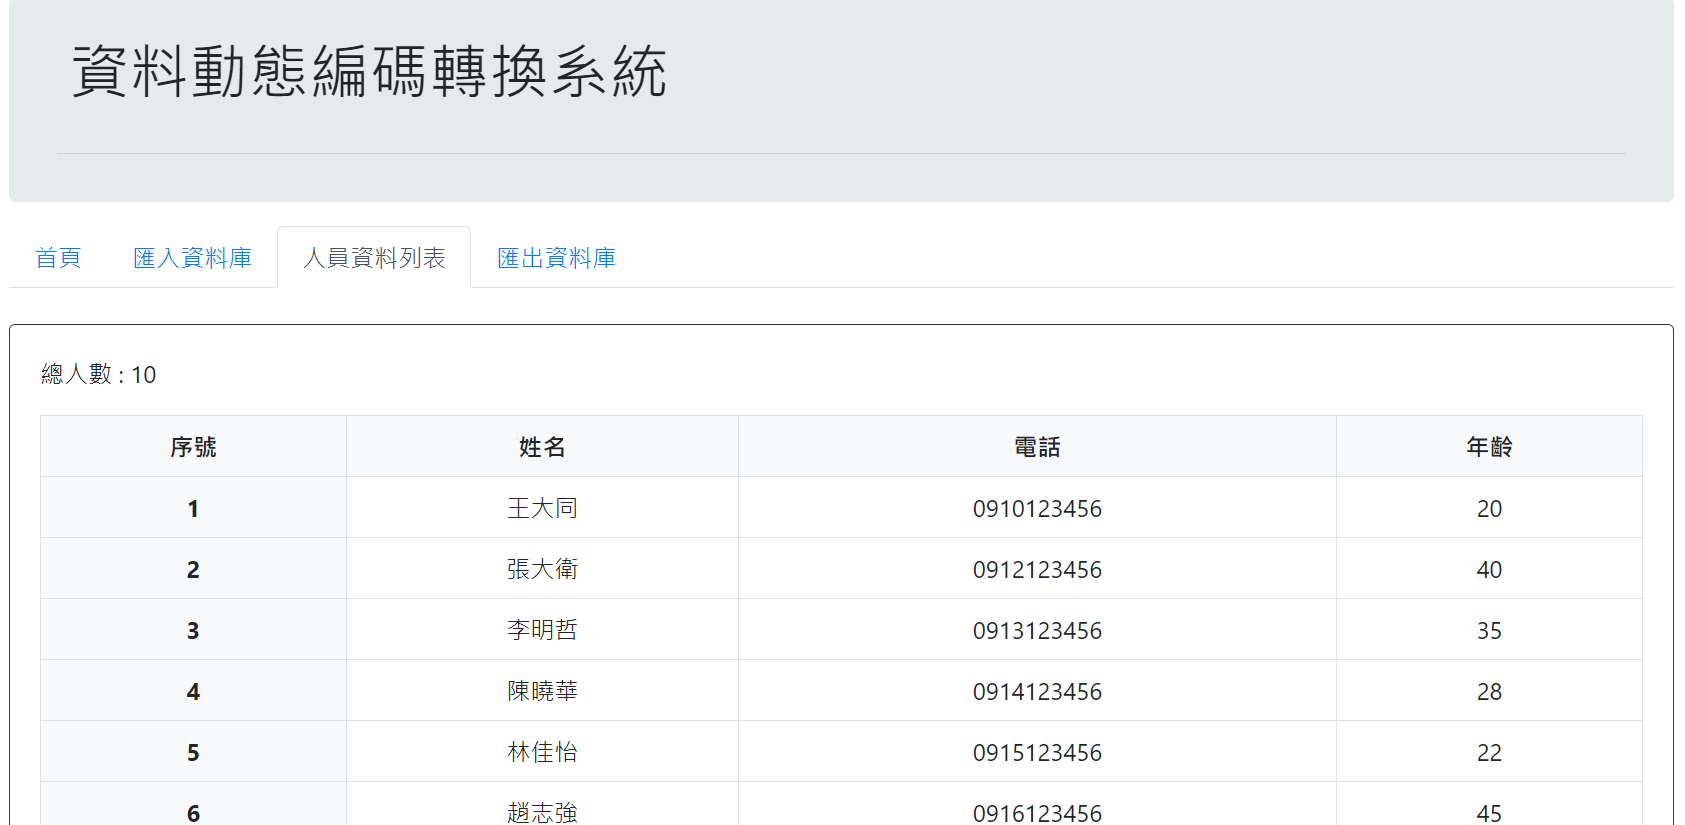 資料動態編碼轉換系統
首頁 匯入資料庫 人員資料列表 匯出資料庫
總人數 : 10
序號 姓名 電話 年齡
1 王大同 0910123456 20
2 張大衛 0912123456 40
3 李明哲 0913123456 35
4 陳曉華 0914123456 28
5 林佳怡 0915123456 22
6 趙志強 0916123456 45